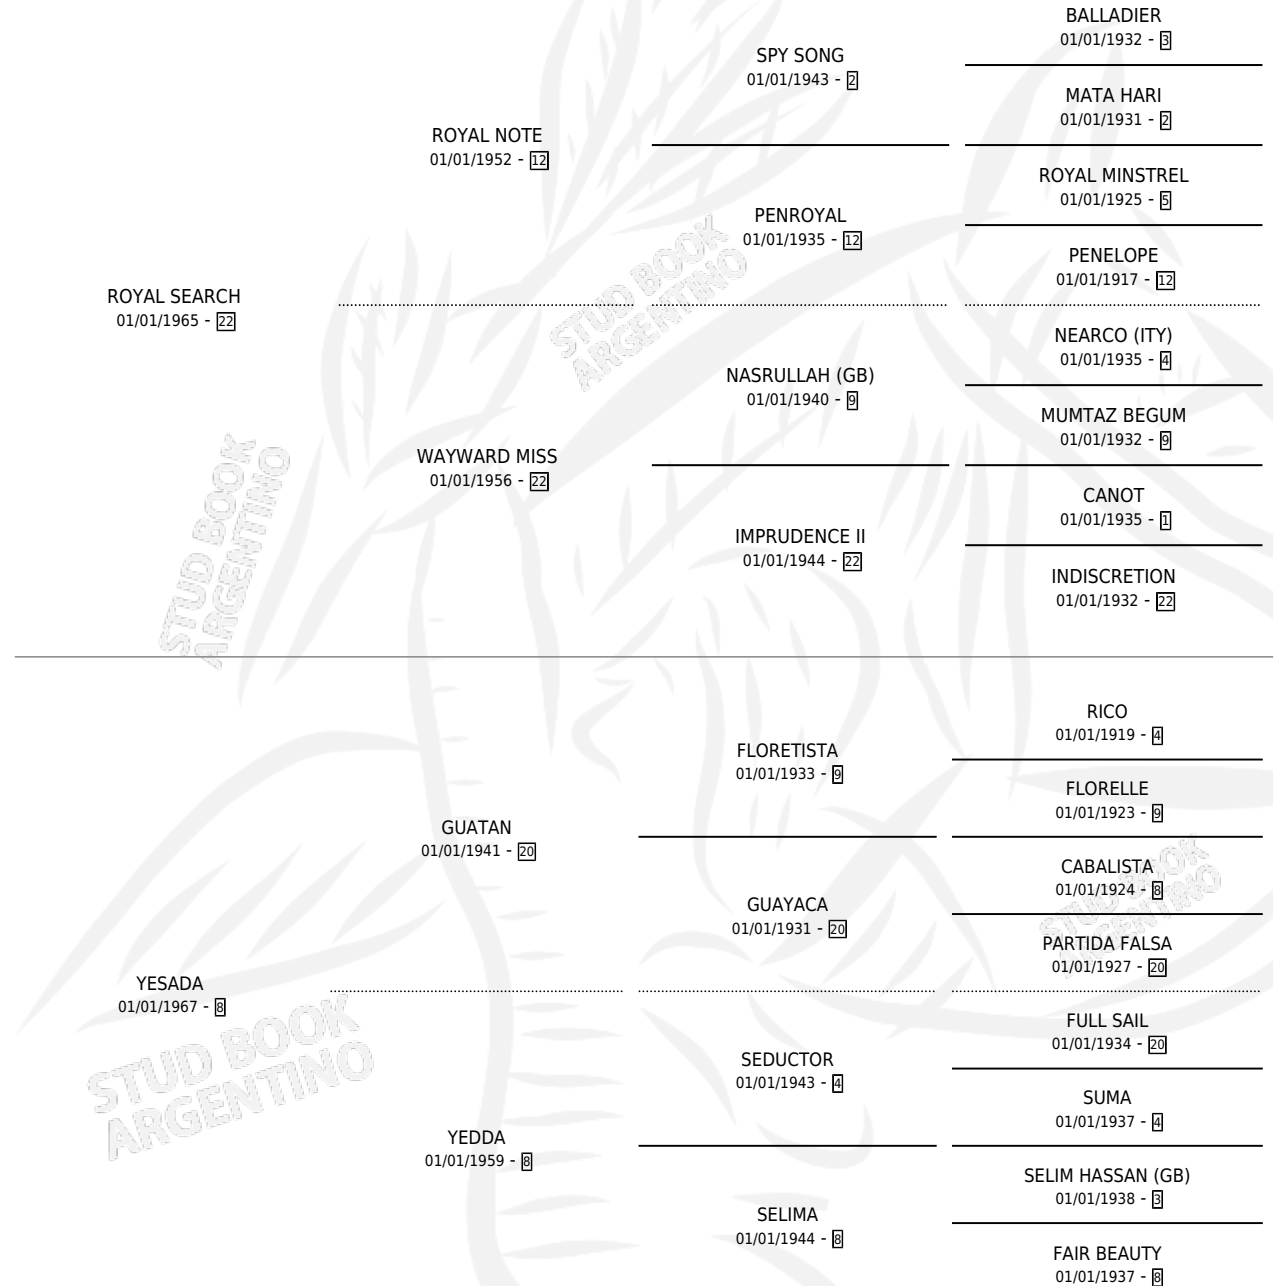 BALLADIER
01/01/1932 - 3
SPY SONG
01/01/1943 - 2
MATA HARI
01/01/1931 - 2
ROYAL NOTE
01/01/1952 - 12
ROYAL MINSTREL
01/01/1925 - 5
PENROYAL
01/01/1935 - 12
PENELOPE
01/01/1917 - 12
ROYAL SEARCH
01/01/1965 - 22
STUD BOOK
ARGENTINO
NEARCO (ITY)
01/01/1935 - 4
NASRULLAH (GB)
01/01/1940 - 9
MUMTAZ BEGUM
01/01/1932 - 9
WAYWARD MISS
01/01/1956 - 22
CANOT
01/01/1935 - 1
IMPRUDENCE II
01/01/1944 - 22
INDISCRETION
01/01/1932 - 22
STUD BOOK
ARGENTINO
RICO
01/01/1919 - 4
FLORETISTA
01/01/1933 - 9
FLORELLE
01/01/1923 - 9
GUATAN
01/01/1941 - 20
CABALISTA
01/01/1924 - 8
GUAYACA
01/01/1931 - 20
STUD BOOK
ARGENTINO
PARTIDA FALSA
01/01/1927 - 20
YESADA
01/01/1967 - 8
FULL SAIL
01/01/1934 - 20
SEDUCTOR
01/01/1943 - 4
STUD BOOK
ARGENTINO
SUMA
01/01/1937 - 4
YEDDA
01/01/1959 - 8
SELIM HASSAN (GB)
01/01/1938 - 3
SELIMA
01/01/1944 - 8
FAIR BEAUTY
01/01/1937 - 8